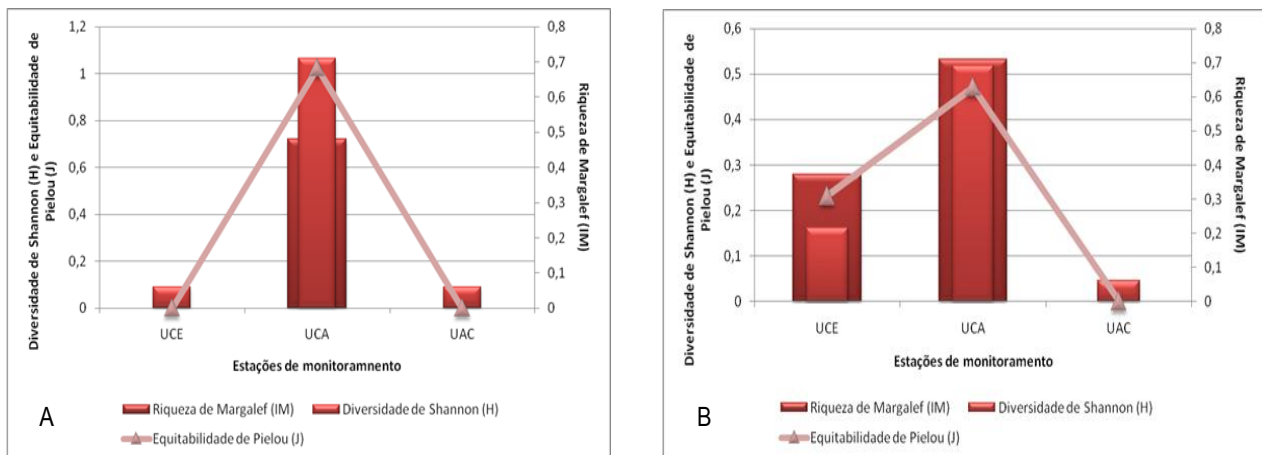 Diversidade de Shannon (H) e Equitabilidade de
Pielou (J)
1,2
1
0,8
0,6
0,4
0,2
0
0,8
0,7
0,6
0,5
0,4
0,3
0,2
0,1
0
Riqueza de Margalef (IM)
UCE
UCA
UAC
Estações de monitoramnento
Riqueza de Margalef (IM)
Diversidade de Shannon (H)
Equitabilidade de Pielou (J)
A
Diversidade de Shannon (H) e Equitabilidade de
Pielou (J)
0,6
0,5
0,4
0,3
0,2
0,1
0
0,8
0,7
0,6
0,5
0,4
0,3
0,2
0,1
0
Riqueza de Margalef (IM)
UCE
UCA
UAC
Estações de monitoramento
Riqueza de Margalef (IM)
Diversidade de Shannon (H)
Equitabilidade de Pielou (J)
B